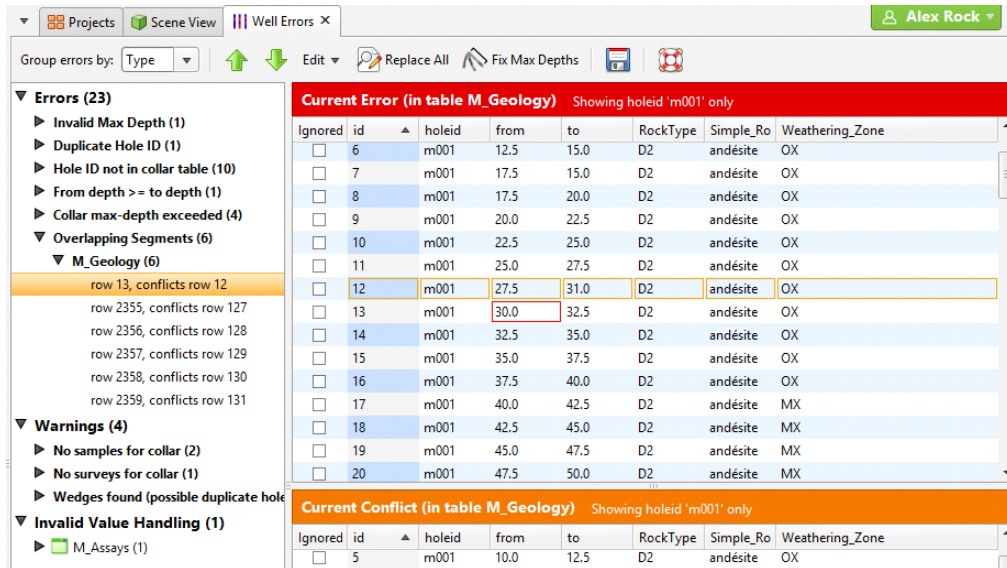 Projects Scene View Well Errors ×
Alex Rock
Group errors by: Type Edit Replace All Fix Max Depths
Errors (23)
Invalid Max Depth (1)
Duplicate Hole ID (1)
Hole ID not in collar table (10)
From depth >= to depth (1)
Collar max-depth exceeded (4)
Overlapping Segments (6)
M_Geology (6)
row 13, conflicts row 12
row 2355, conflicts row 127
row 2356, conflicts row 128
row 2357, conflicts row 129
row 2358, conflicts row 130
row 2359, conflicts row 131
Warnings (4)
No samples for collar (2)
No surveys for collar (1)
Wedges found (possible duplicate hole
Invalid Value Handling (1)
M_Assays (1)
Current Error (in table M_Geology) Showing holeid 'm001' only
Ignored id holeid from to RockType Simple_Ro Weathering_Zone
6 m001 12.5 15.0 D2 andésite OX
7 m001 17.5 15.0 D2 andésite OX
8 m001 17.5 20.0 D2 andésite OX
9 m001 20.0 22.5 D2 andésite OX
10 m001 22.5 25.0 D2 andésite OX
11 m001 25.0 27.5 D2 andésite OX
12 m001 27.5 31.0 D2 andésite OX
13 m001 30.0 32.5 D2 andésite OX
14 m001 32.5 35.0 D2 andésite OX
15 m001 35.0 37.5 D2 andésite OX
16 m001 37.5 40.0 D2 andésite OX
17 m001 40.0 42.5 D2 andésite MX
18 m001 42.5 45.0 D2 andésite MX
19 m001 45.0 47.5 D2 andésite MX
20 m001 47.5 50.0 D2 andésite MX
Current Conflict (in table M_Geology) Showing holeid 'm001' only
Ignored id holeid from to RockType Simple_Ro Weathering_Zone
5 m001 10.0 12.5 D2 andésite OX